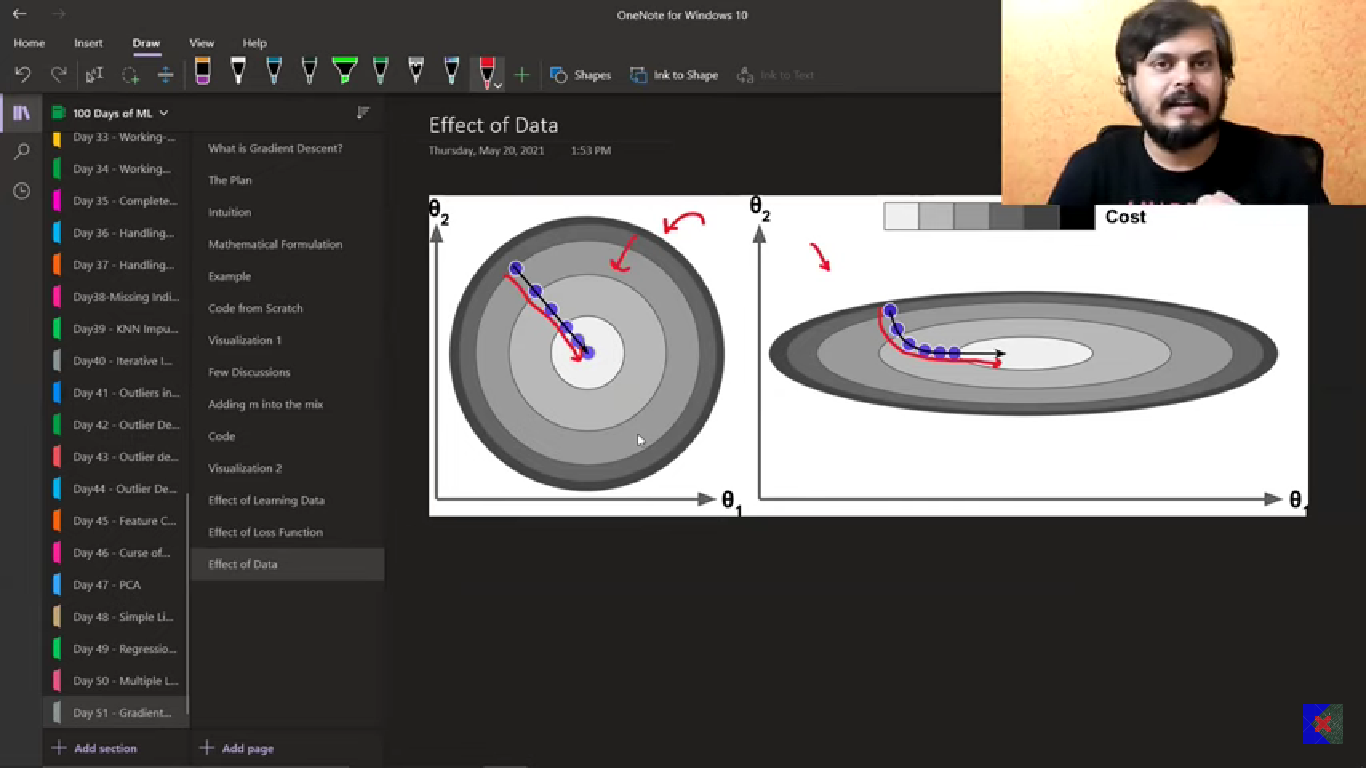 OneNote for Windows 10
Home Insert Draw View Help
Shapes Ink to Shape Ink to Text
100 Days of ML
Day 33 - Working-...
Day 34 - Working...
Day 35 - Complete...
Day 36 - Handling...
Day 37 - Handling...
Day38-Missing Indi...
Day39 - KNN Impu...
Day40 - Iterative I...
Day 41 - Outliers in...
Day 42 - Outlier De...
Day 43 - Outlier de...
Day44 - Outlier De...
Day 45 - Feature C...
Day 46 - Curse of...
Day 47 - PCA
Day 48 - Simple Li...
Day 49 - Regressio...
Day 50 - Multiple L...
Day 51 - Gradient...
Add section
What is Gradient Descent?
The Plan
Intuition
Mathematical Formulation
Example
Code from Scratch
Visualization 1
Few Discussions
Adding m into the mix
Code
Visualization 2
Effect of Learning Data
Effect of Loss Function
Effect of Data
Add page
Effect of Data
Thursday, May 20, 2021 1:53 PM
θ2
θ1
θ2
Cost
θ1